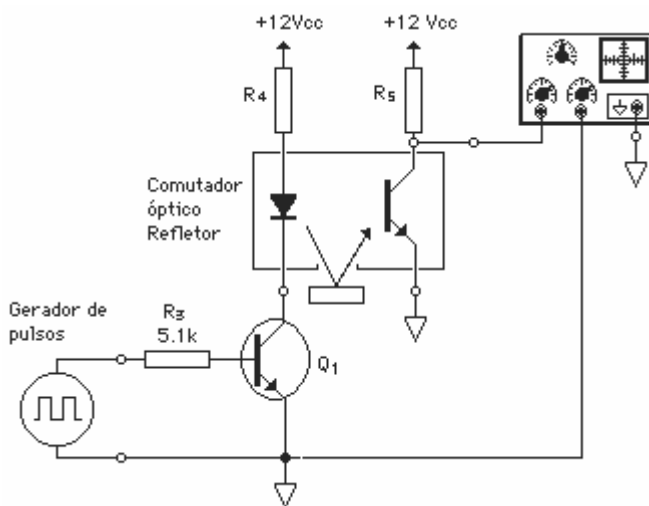 +12Vcc
+12 Vcc
R4
R5
Comutador
óptico
Refletor
Gerador de
pulsos
R3
5.1k
Q1